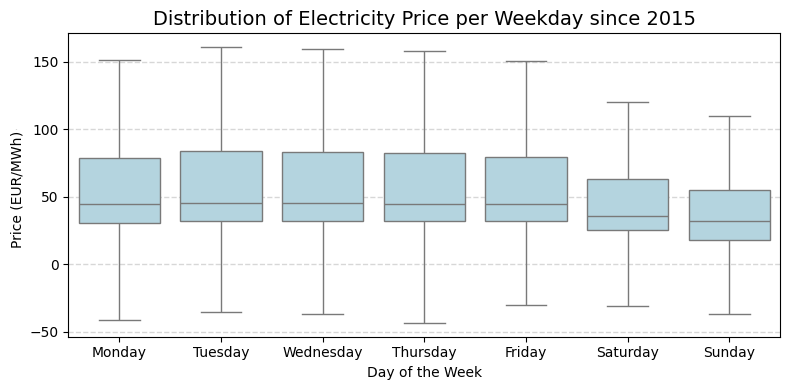 Distribution of Electricity Price per Weekday since 2015
Price (EUR/MWh)
150
100
50
0
−50
Monday Tuesday Wednesday Thursday Friday Saturday Sunday
Day of the Week